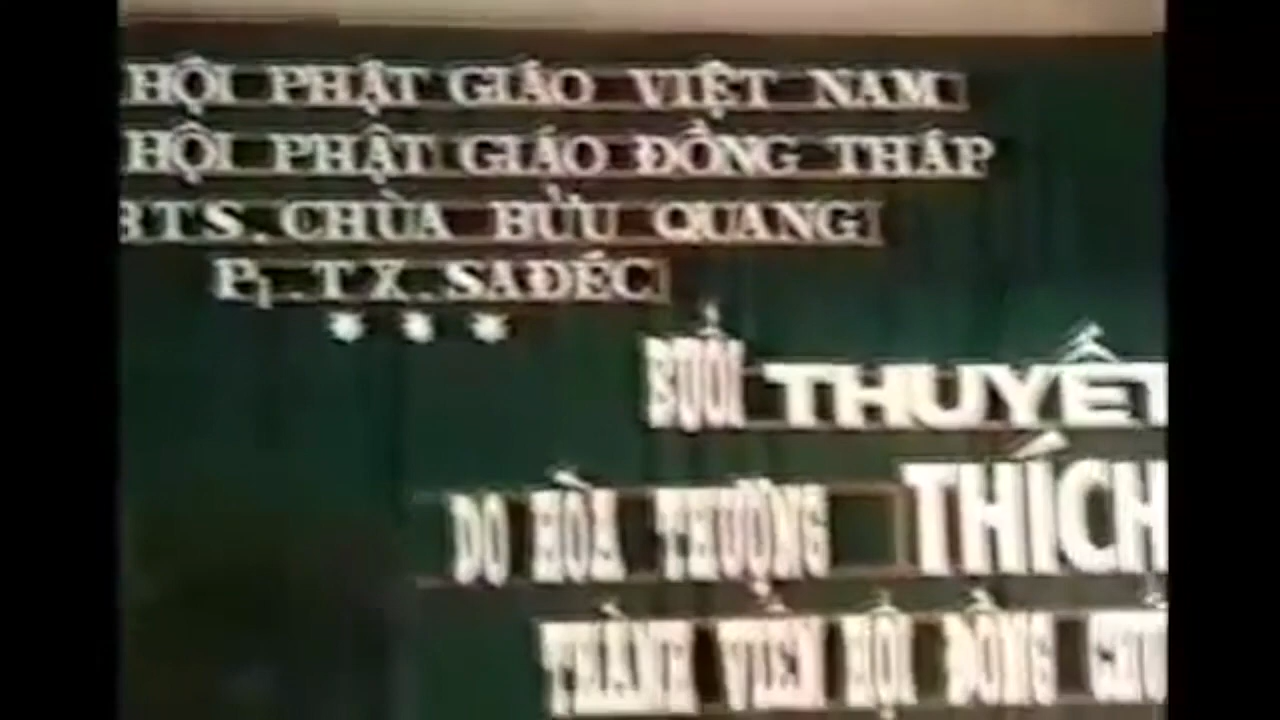 HỘI PHẬT GIÁO VIỆT NAM
HỘI PHẬT GIÁO ĐỒNG THÁP
BTS. CHÙA BỬU QUANG
P1. TX. SAĐÉC
BUỔI THUYẾT
DO HÒA THƯỢNG THÍCH
THÀNH VIÊN HỘI ĐỒNG